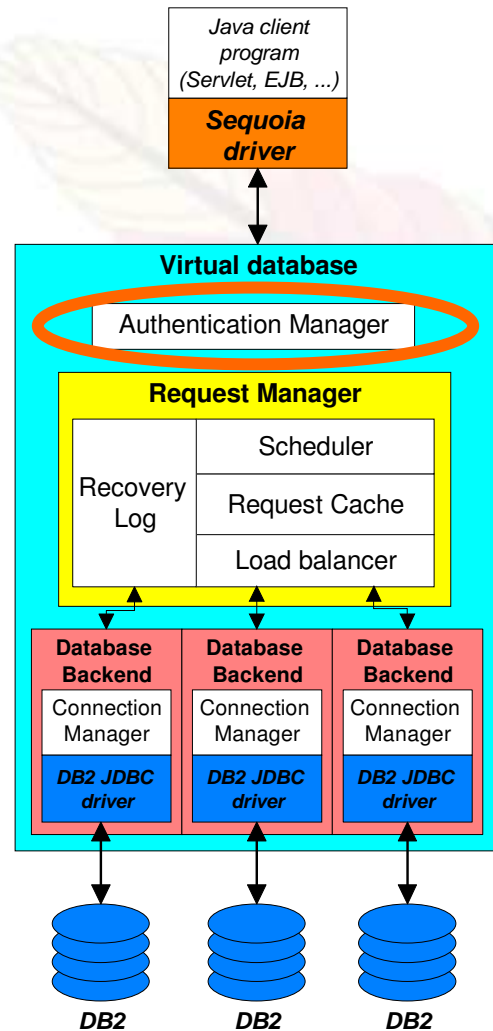 Java client
program
(Servlet, EJB, ...)
Sequoia
driver
Virtual database
Authentication Manager
Request Manager
Recovery
Log
Scheduler
Request Cache
Load balancer
Database
Backend
Connection
Manager
DB2 JDBC
driver
Database
Backend
Connection
Manager
DB2 JDBC
driver
Database
Backend
Connection
Manager
DB2 JDBC
driver
DB2
DB2
DB2